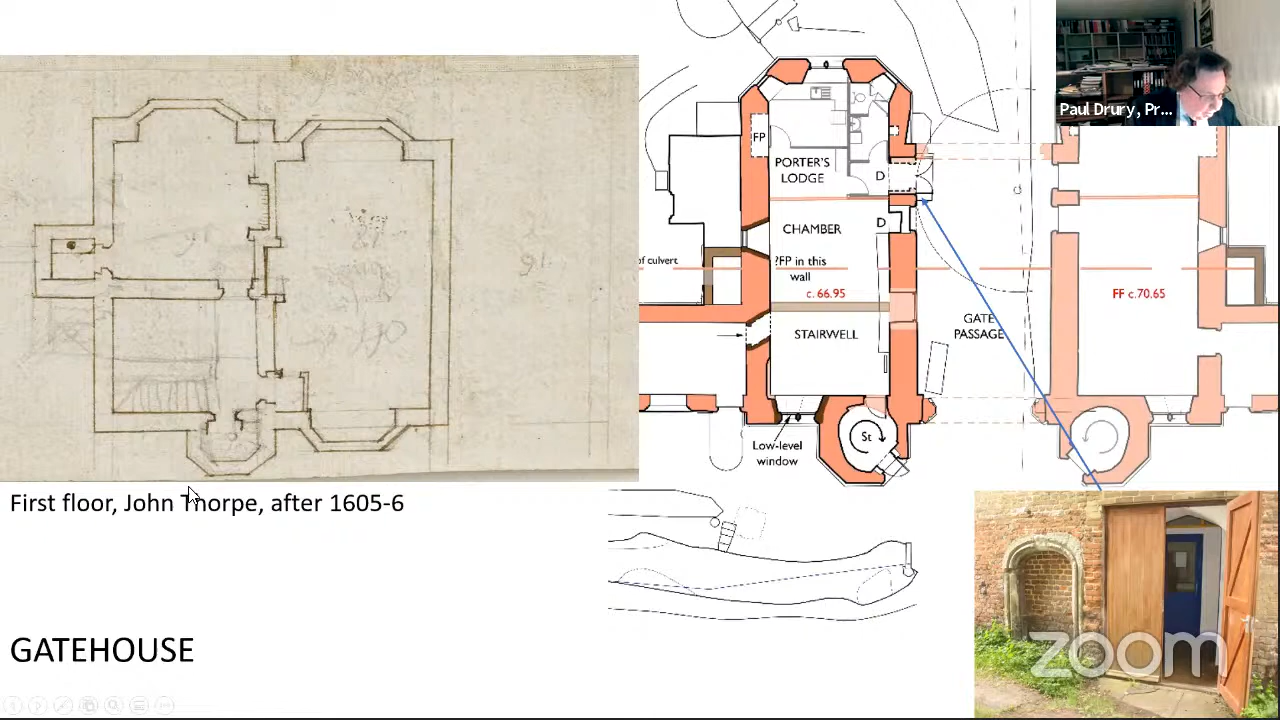 Paul Drury, Pr...
FP
PORTER'S
LODGE
D
CHAMBER
D
of culvert
?FP in this
wall
c. 66.95
FF c.70.65
GATE
PASSAGE
STAIRWELL
St
Low-level
window
First floor, John Thorpe, after 1605-6
GATEHOUSE
zoom